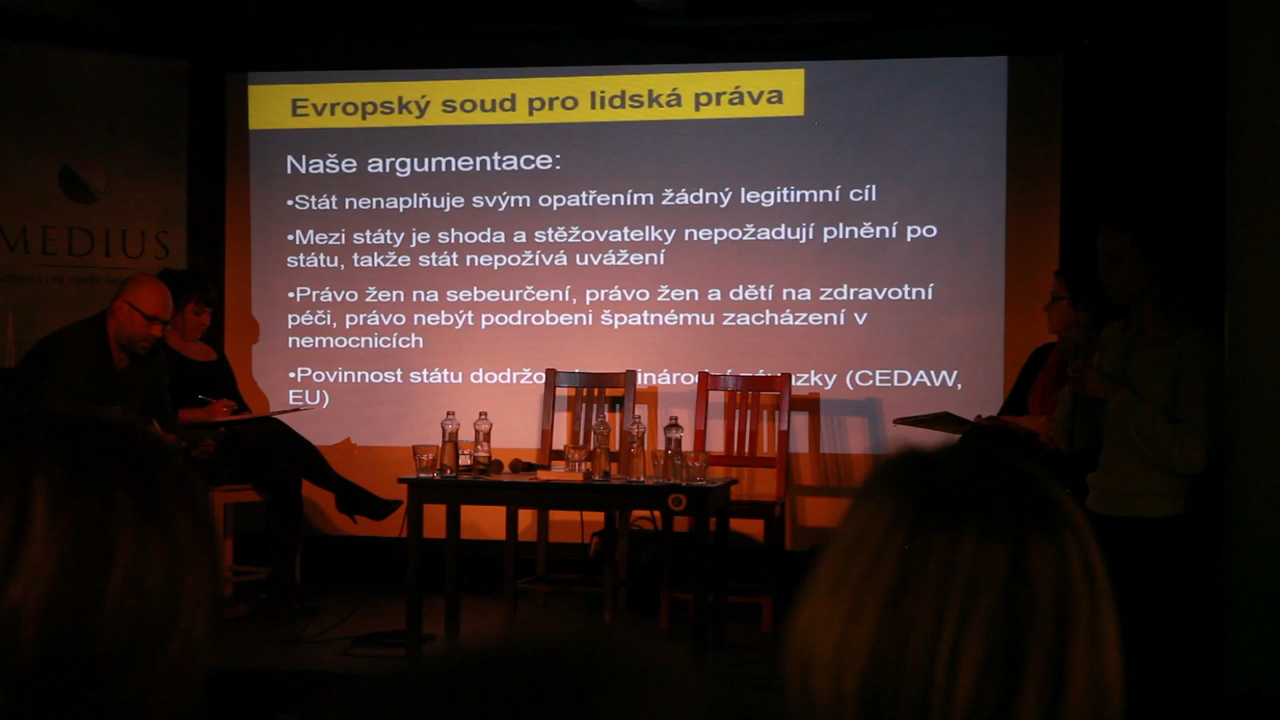 Evropský soud pro lidská práva
Naše argumentace:
•Stát nenaplňuje svým opatřením žádný legitimní cíl
•Mezi státy je shoda a stěžovatelky nepožadují plnění po
státu, takže stát nepožívá uvážení
•Právo žen na sebeurčení, právo žen a dětí na zdravotní
péči, právo nebýt podrobeni špatnému zacházení v
nemocnicích
•Povinnost státu (CEDAW,
EU)
MEDIUS